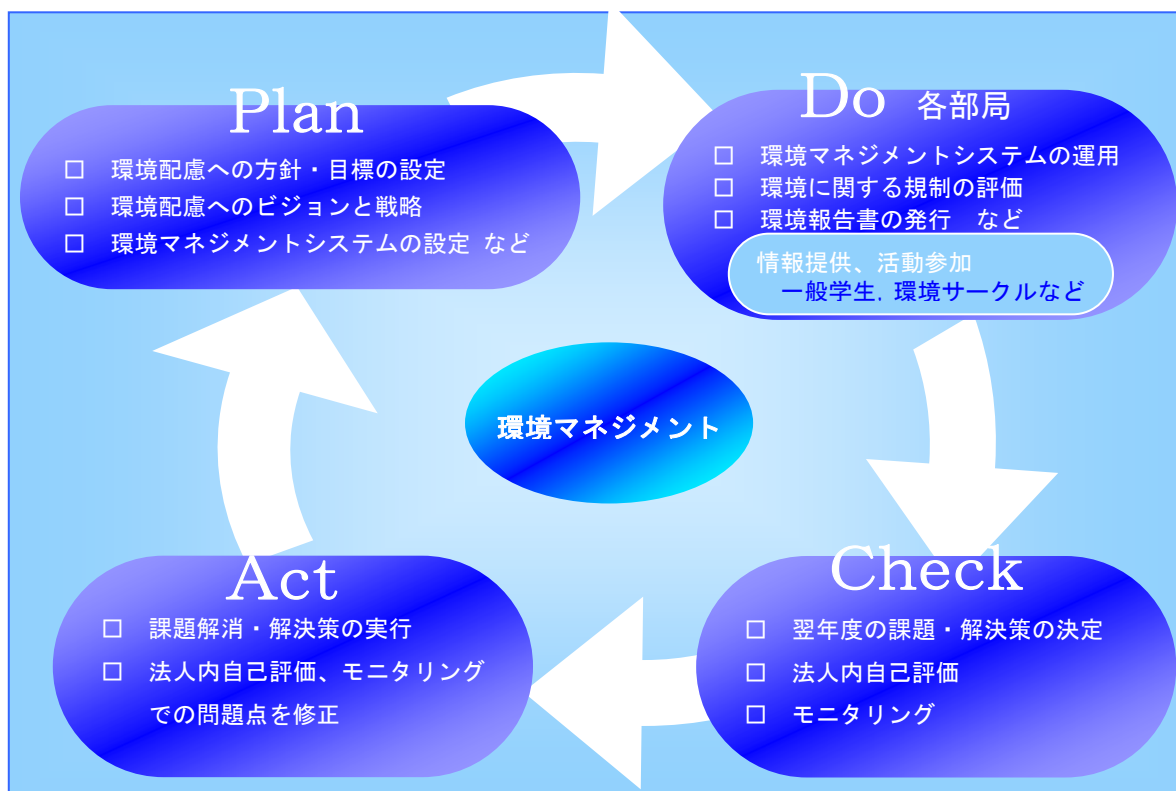 Plan
□ 環境配慮への方針・目標の設定
□ 環境配慮へのビジョンと戦略
□ 環境マネジメントシステムの設定 など
Do 各部局
□ 環境マネジメントシステムの運用
□ 環境に関する規制の評価
□ 環境報告書の発行 など
情報提供、活動参加
一般学生, 環境サークルなど
環境マネジメント
Act
□ 課題解消・解決策の実行
□ 法人内自己評価、モニタリング
での問題点を修正
Check
□ 翌年度の課題・解決策の決定
□ 法人内自己評価
□ モニタリング